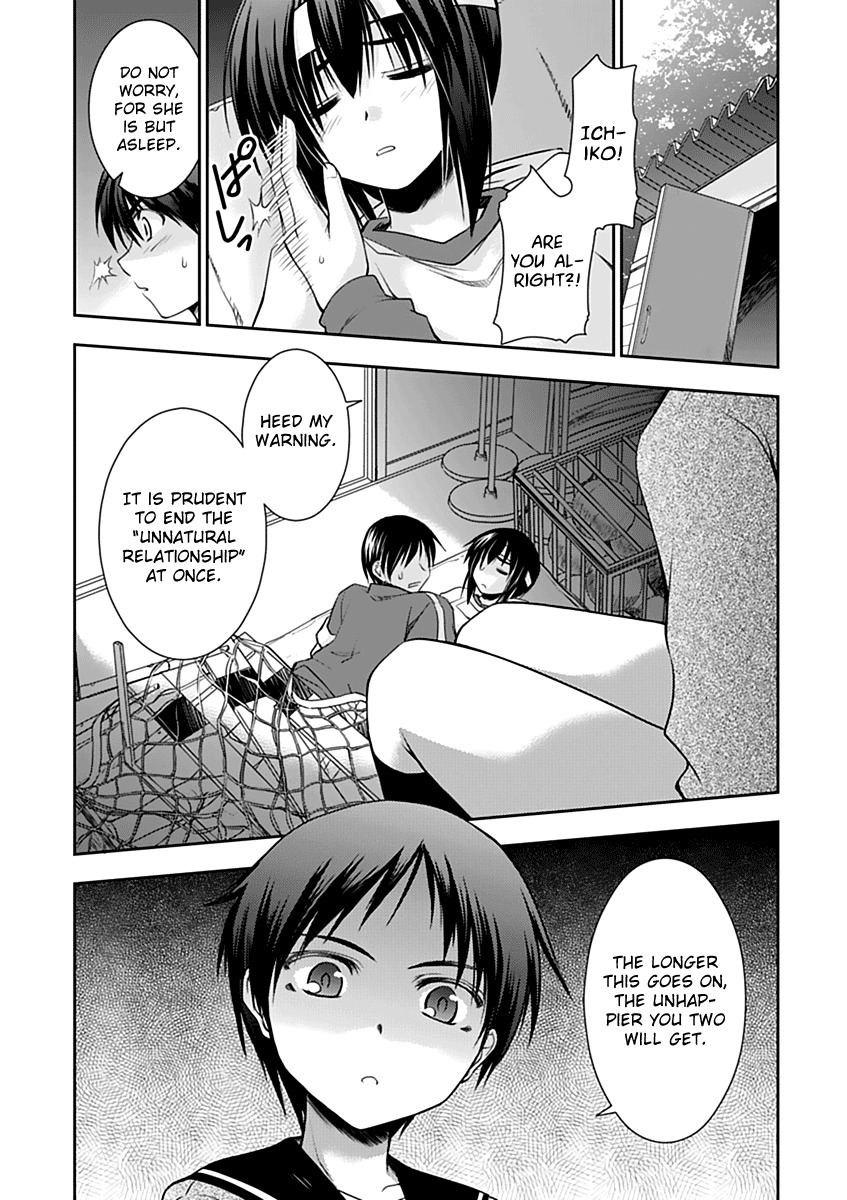 ICH-
IKO!
ARE
YOU AL-
RIGHT?!
ぱしっ
DO NOT
WORRY,
FOR SHE
IS BUT
ASLEEP.
HEED MY
WARNING.
IT IS PRUDENT
TO END THE
"UNNATURAL
RELATIONSHIP"
AT ONCE.
THE LONGER
THIS GOES ON,
THE UNHAP-
PIER YOU TWO
WILL GET.